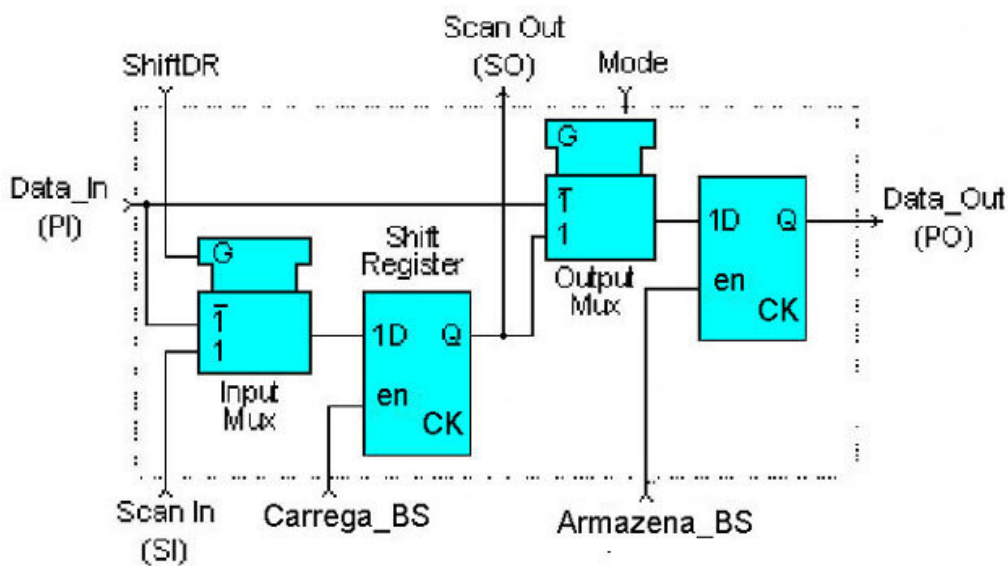 Scan Out
(SO)
ShiftDR
Mode
G
Data_In
(PI)
1̅
1
1D Q
en
CK
Data_Out
(PO)
Output
Mux
G
1̅
1
Input
Mux
Shift
Register
1D Q
en
CK
Scan In
(SI)
Carrega_BS
Armazena_BS